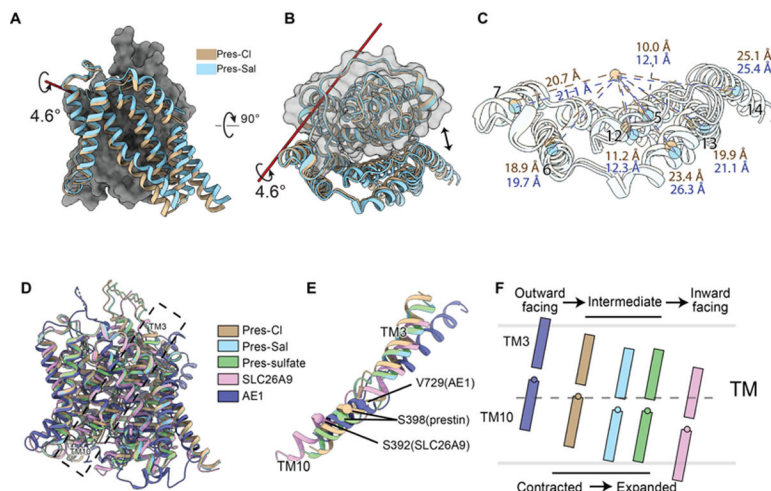 A
Pres-Cl
Pres-Sal
4.6°
90°
B
4.6°
C
10.0 Å
12.1 Å
20.7 Å
21.1 Å
25.1 Å
25.4 Å
7
5
14
12
13
6
18.9 Å
19.7 Å
11.2 Å
12.3 Å
23.4 Å
26.3 Å
19.9 Å
21.1 Å
D
TM3
TM10
Pres-Cl
Pres-Sal
Pres-sulfate
SLC26A9
AE1
E
TM3
V729(AE1)
S398(prestin)
S392(SLC26A9)
TM10
F
Outward facing
Intermediate
Inward facing
TM3
TM10
TM
Contracted
Expanded